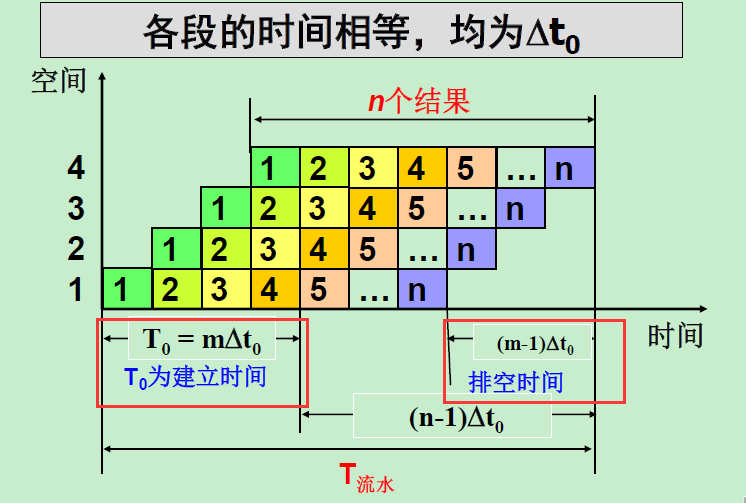 各段的时间相等，均为Δt₀
空间
n个结果
4 1 2 3 4 5 … n
3 1 2 3 4 5 … n
2 1 2 3 4 5 … n
1 1 2 3 4 5 … n
时间
T₀ = mΔt₀
(m-1)Δt₀
T₀为建立时间
排空时间
(n-1)Δt₀
T流水